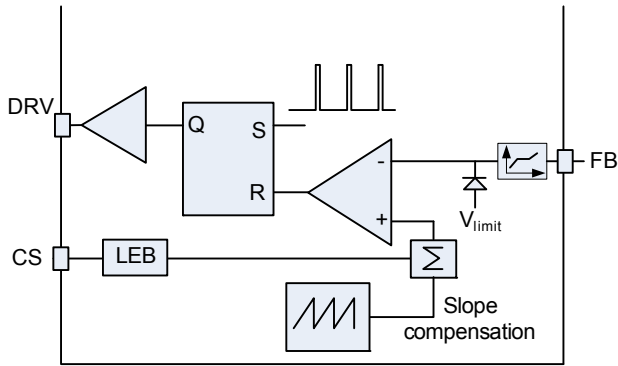 DRV
Q
S
R
-
+
FB
V_limit
CS
LEB
Σ
Slope
compensation